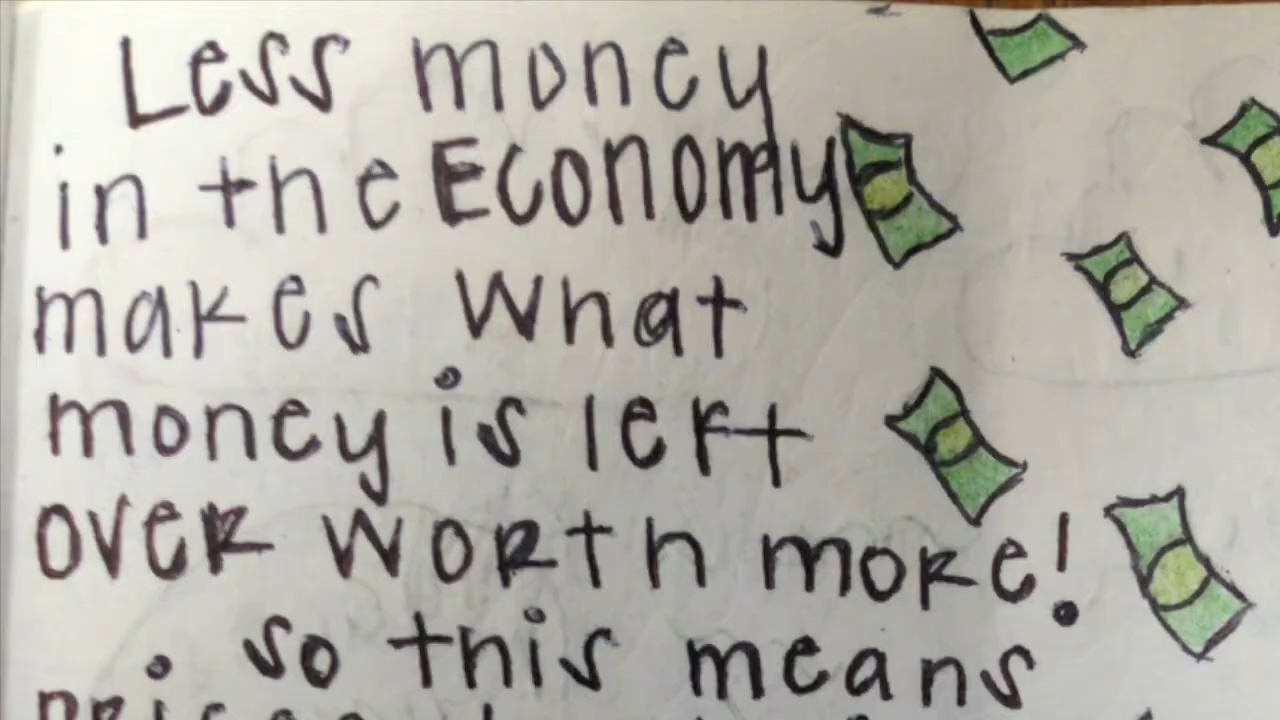 Less money
in the Economy
makes what
money is left
over worth more!
so this means